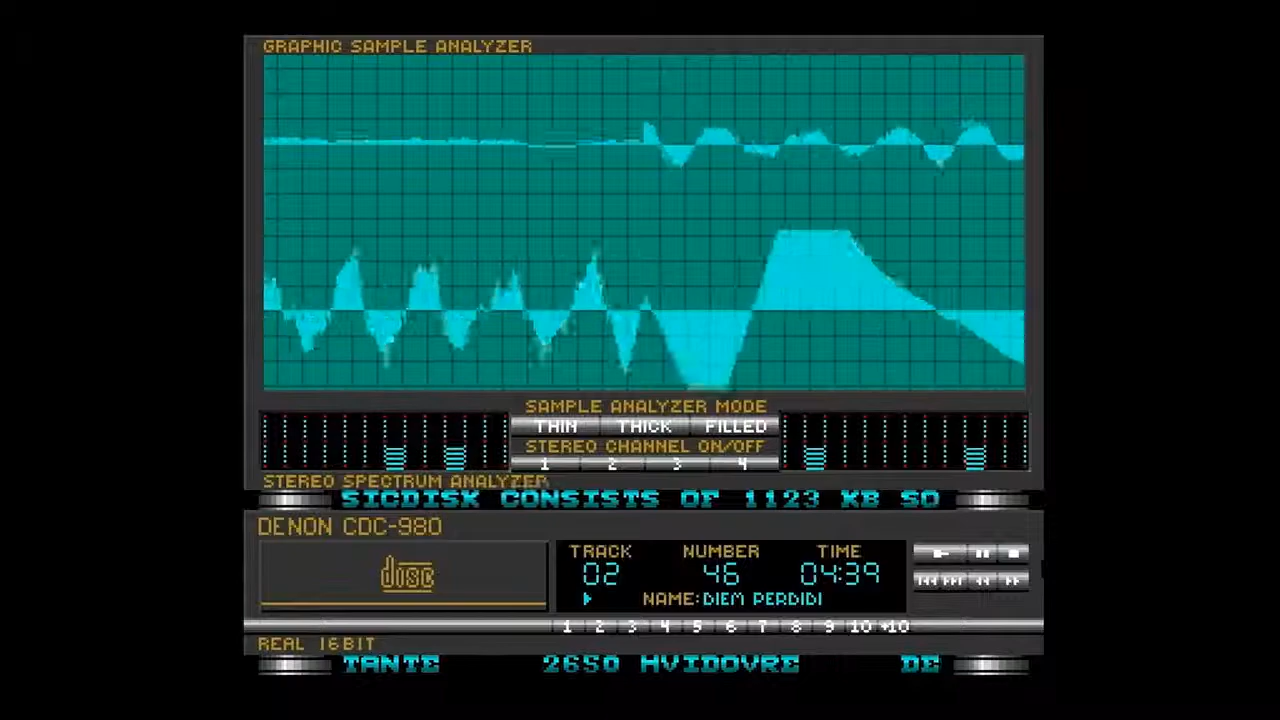 GRAPHIC SAMPLE ANALYZER
SAMPLE ANALYZER MODE
THIN THICK FILLED
STEREO CHANNEL ON/OFF
1 2 3 4
STEREO SPECTRUM ANALYZER
SICDISK CONSISTS OF 1123 KB SO
DENON CDC-980
disc
TRACK NUMBER TIME
02 46 04:39
NAME:DIEM PERDIDI
1 2 3 4 5 6 7 8 9 10 +10
REAL 16BIT
TANTE 2650 HVIDOVRE DE